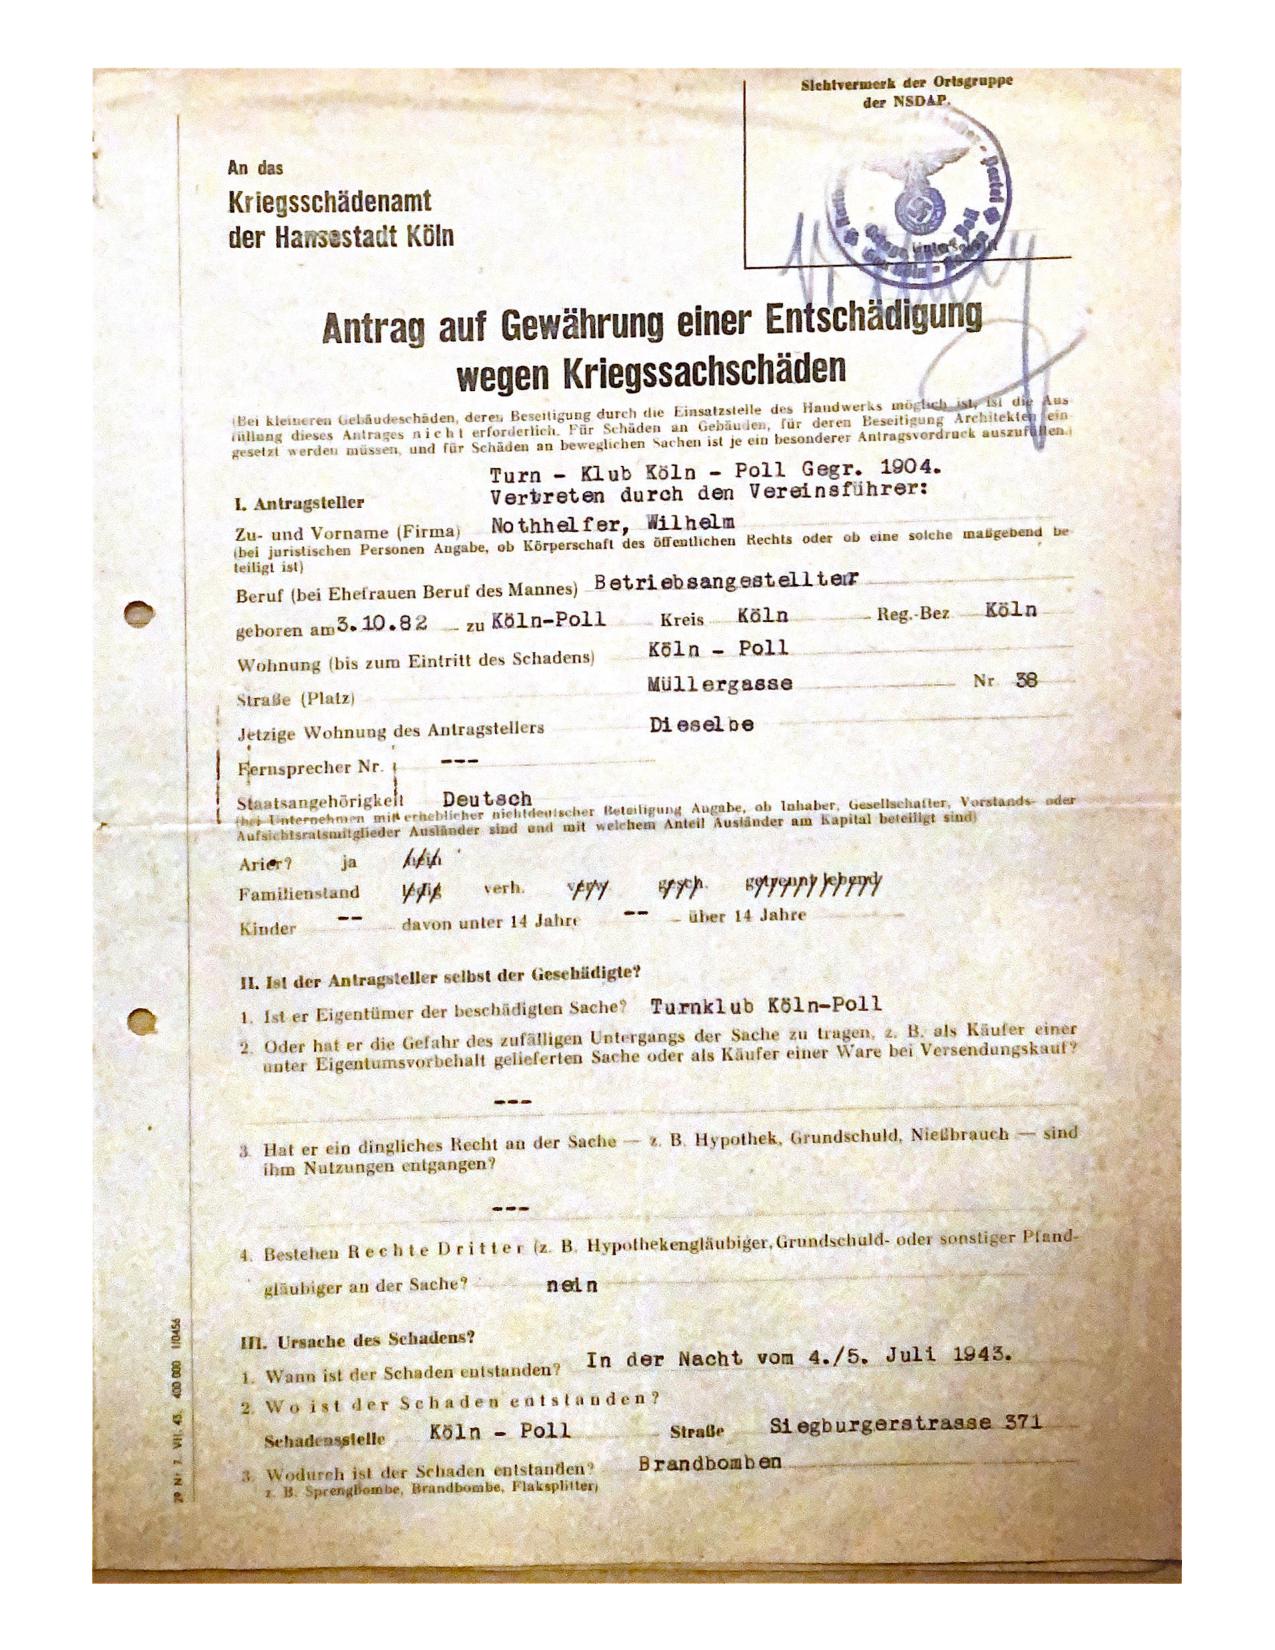 Sichtvermerk der Ortsgruppe
der NSDAP.
Unterschrift
An das
Kriegsschädenamt
der Hansestadt Köln
Antrag auf Gewährung einer Entschädigung
wegen Kriegssachschäden
(Bei kleineren Gebäudeschäden, deren Beseitigung durch die Einsatzstelle des Handwerks möglich ist, ist die Aus
füllung dieses Antrages nicht erforderlich. Für Schäden an Gebäuden, für deren Beseitigung Architekten ein-
gesetzt werden müssen, und für Schäden an beweglichen Sachen ist je ein besonderer Antragsvordruck auszufüllen.)
Turn - Klub Köln - Poll Gegr. 1904.
I. Antragsteller Vertreten durch den Vereinsführer:
Zu- und Vorname (Firma) Nothhelfer, Wilhelm
(bei juristischen Personen Angabe, ob Körperschaft des öffentlichen Rechts oder ob eine solche maßgebend be
teiligt ist)
Beruf (bei Ehefrauen Beruf des Mannes) Betriebsangestellter
geboren am 3.10.82 zu Köln-Poll Kreis Köln Reg.-Bez Köln
Wohnung (bis zum Eintritt des Schadens) Köln - Poll
Straße (Platz) Müllergasse Nr 38
Jetzige Wohnung des Antragstellers Dieselbe
Fernsprecher Nr. ---
Staatsangehörigkeit Deutsch
(bei Unternehmen mit erheblicher nichtdeutscher Beteiligung Angabe, ob Inhaber, Gesellschafter, Vorstands- oder
Aufsichtsratsmitglieder Ausländer sind und mit welchem Anteil Ausländer am Kapital beteiligt sind)
Arier? ja nein
Familienstand ledig verh. verw gesch. getrennt lebend
Kinder -- davon unter 14 Jahre -- über 14 Jahre
II. Ist der Antragsteller selbst der Geschädigte?
1. Ist er Eigentümer der beschädigten Sache? Turnklub Köln-Poll
2. Oder hat er die Gefahr des zufälligen Untergangs der Sache zu tragen, z. B. als Käufer einer
unter Eigentumsvorbehalt gelieferten Sache oder als Käufer einer Ware bei Versendungskauf?
---
3. Hat er ein dingliches Recht an der Sache — z. B. Hypothek, Grundschuld, Nießbrauch — sind
ihm Nutzungen entgangen?
---
4. Bestehen Rechte Dritter (z. B. Hypothekengläubiger, Grundschuld- oder sonstiger Pfand-
gläubiger an der Sache? nein
III. Ursache des Schadens?
1. Wann ist der Schaden entstanden? In der Nacht vom 4./5. Juli 1943.
2. Wo ist der Schaden entstanden?
Schadensstelle Köln - Poll Straße Siegburgerstrasse 371
3. Wodurch ist der Schaden entstanden? Brandbomben
z. B. Sprengbombe, Brandbombe, Flaksplitter)
VII. 43. 400 000 1/0456